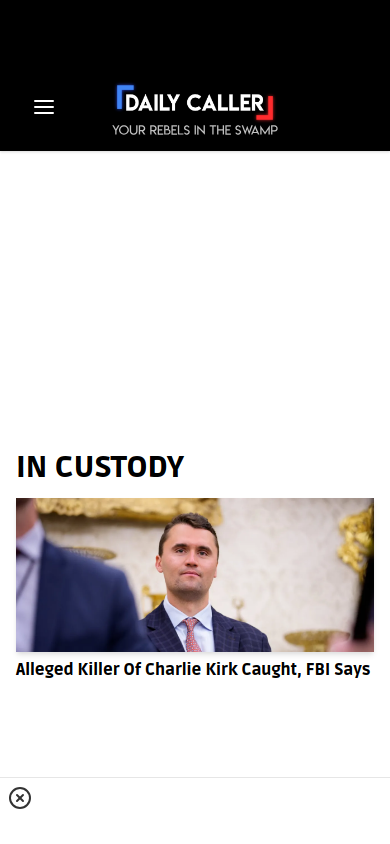 DAILY CALLER
YOUR REBELS IN THE SWAMP
IN CUSTODY
Alleged Killer Of Charlie Kirk Caught, FBI Says